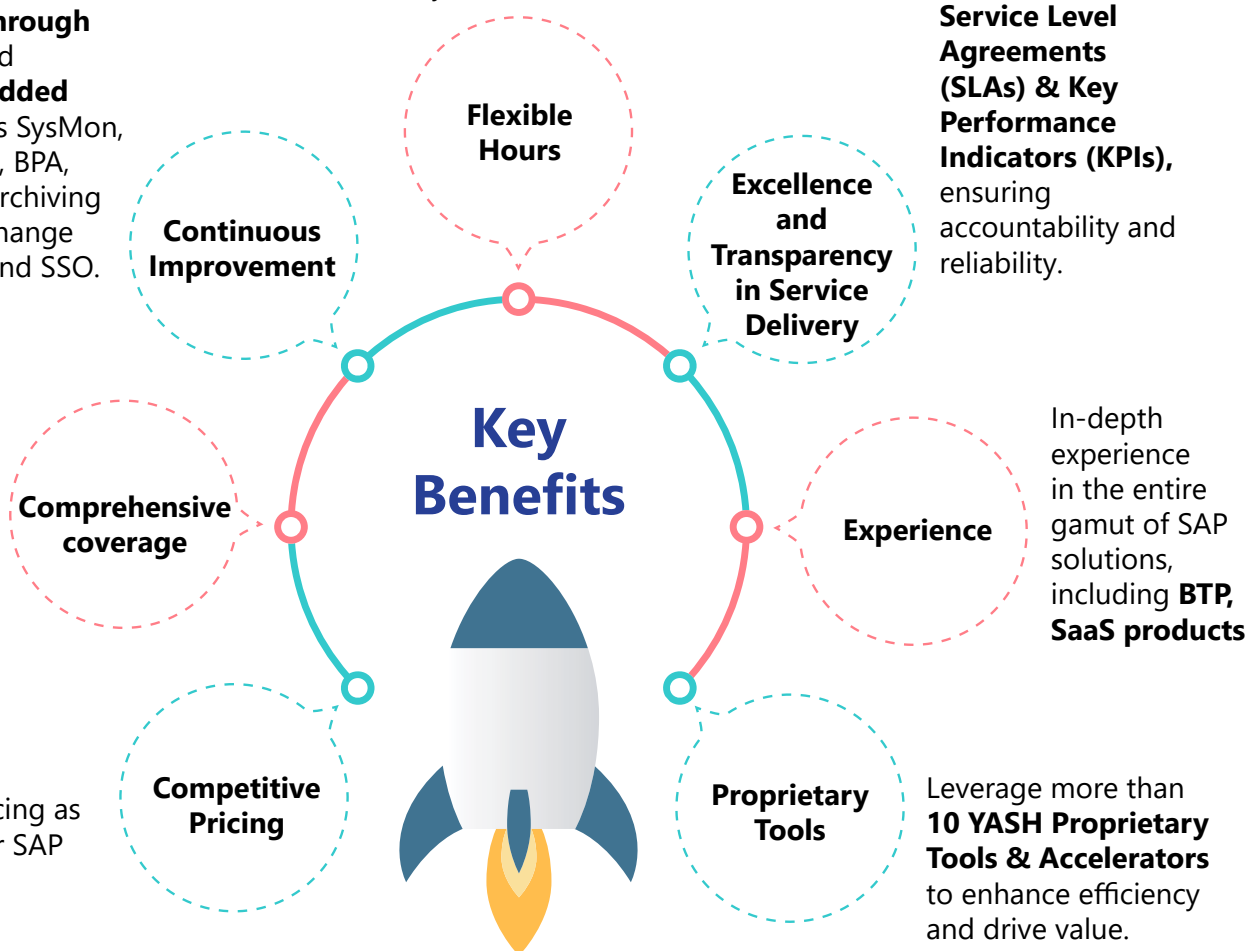 hrough
d
dded
s SysMon,
, BPA,
rchiving
hange
nd SSO.
Flexible
Hours
Service Level
Agreements
(SLAs) & Key
Performance
Indicators (KPIs),
ensuring
accountability and
reliability.
Continuous
Improvement
Excellence
and
Transparency
in Service
Delivery
Key
Benefits
Comprehensive
coverage
Experience
In-depth
experience
in the entire
gamut of SAP
solutions,
including BTP,
SaaS products
Competitive
Pricing
cing as
r SAP
Proprietary
Tools
Leverage more than
10 YASH Proprietary
Tools & Accelerators
to enhance efficiency
and drive value.